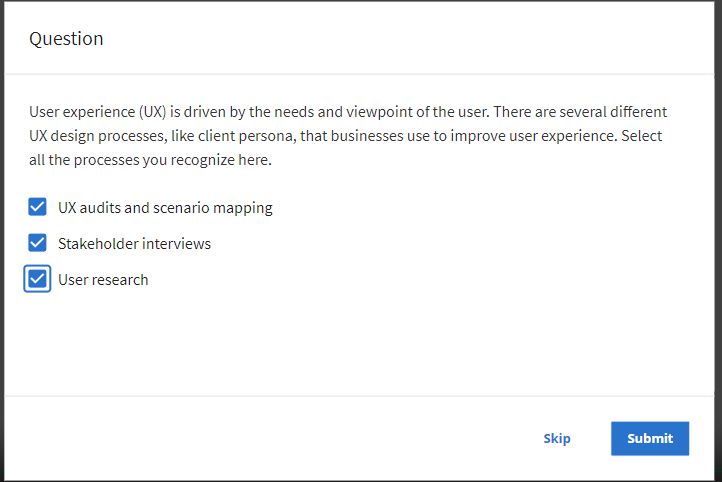 Question
User experience (UX) is driven by the needs and viewpoint of the user. There are several different
UX design processes, like client persona, that businesses use to improve user experience. Select
all the processes you recognize here.
UX audits and scenario mapping
Stakeholder interviews
User research
Skip
Submit